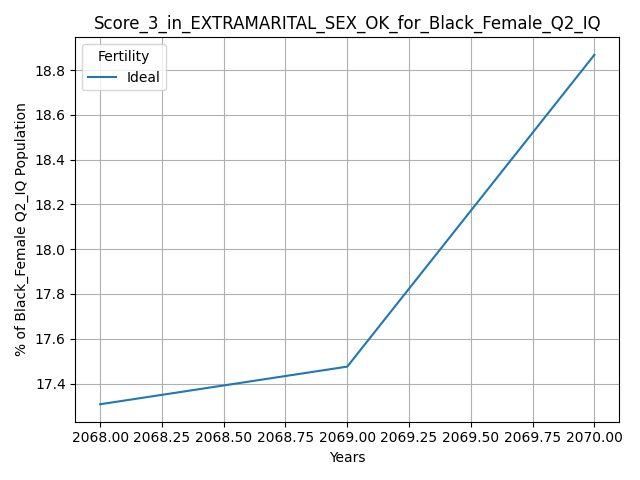 Score_3_in_EXTRAMARITAL_SEX_OK_for_Black_Female_Q2_IQ
Fertility
Ideal
% of Black_Female Q2_IQ Population
18.8
18.6
18.4
18.2
18.0
17.8
17.6
17.4
2068.00 2068.25 2068.50 2068.75 2069.00 2069.25 2069.50 2069.75 2070.00
Years